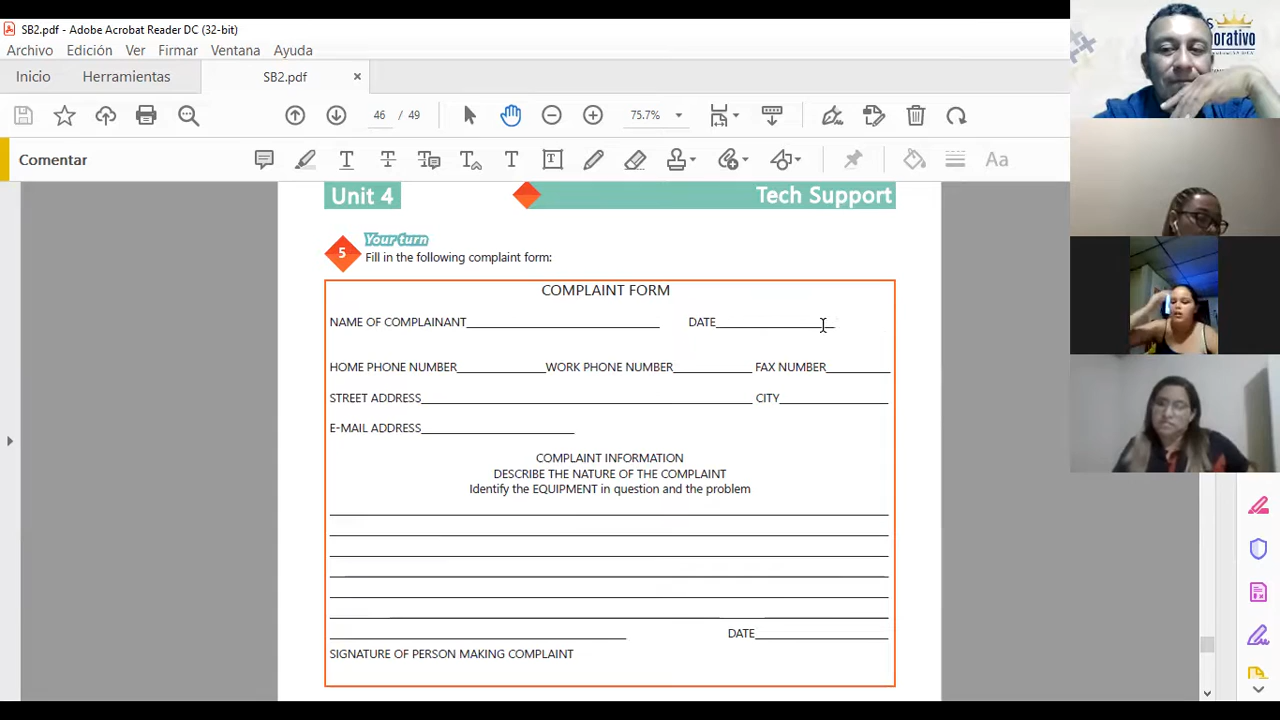 SB2.pdf - Adobe Acrobat Reader DC (32-bit)
Archivo Edición Ver Firmar Ventana Ayuda
Inicio Herramientas SB2.pdf ×
46 / 49 75.7%
Comentar Aa
Unit 4 Tech Support
5 Your turn
Fill in the following complaint form:
COMPLAINT FORM
NAME OF COMPLAINANT DATE
HOME PHONE NUMBER WORK PHONE NUMBER FAX NUMBER
STREET ADDRESS CITY
E-MAIL ADDRESS
COMPLAINT INFORMATION
DESCRIBE THE NATURE OF THE COMPLAINT
Identify the EQUIPMENT in question and the problem
DATE
SIGNATURE OF PERSON MAKING COMPLAINT